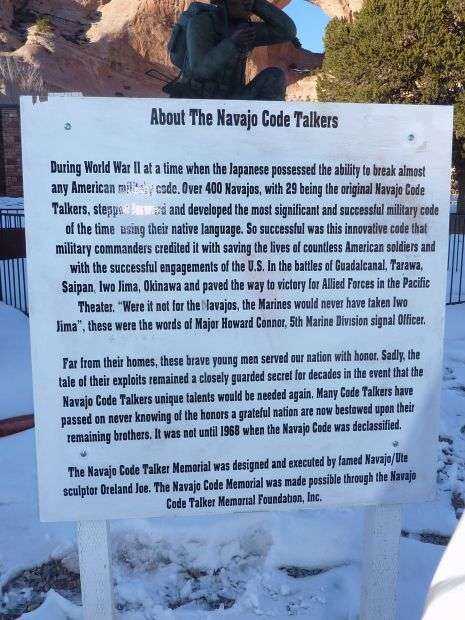 About The Navajo Code Talkers
During World War II at a time when the Japanese possessed the ability to break almost
any American military code. Over 400 Navajos, with 29 being the original Navajo Code
Talkers, stepped forward and developed the most significant and successful military code
of the time using their native language. So successful was this innovative code that
military commanders credited it with saving the lives of countless American soldiers and
with the successful engagements of the U.S. In the battles of Guadalcanal, Tarawa,
Saipan, Iwo Jima, Okinawa and paved the way to victory for Allied Forces in the Pacific
Theater. "Were it not for the Navajos, the Marines would never have taken Iwo
Jima", these were the words of Major Howard Connor, 5th Marine Division signal Officer.
Far from their homes, these brave young men served our nation with honor. Sadly, the
tale of their exploits remained a closely guarded secret for decades in the event that the
Navajo Code Talkers unique talents would be needed again. Many Code Talkers have
passed on never knowing of the honors a grateful nation are now bestowed upon their
remaining brothers. It was not until 1968 when the Navajo Code was declassified.
The Navajo Code Talker Memorial was designed and executed by famed Navajo/Ute
sculptor Oreland Joe. The Navajo Code Memorial was made possible through the Navajo
Code Talker Memorial Foundation, Inc.